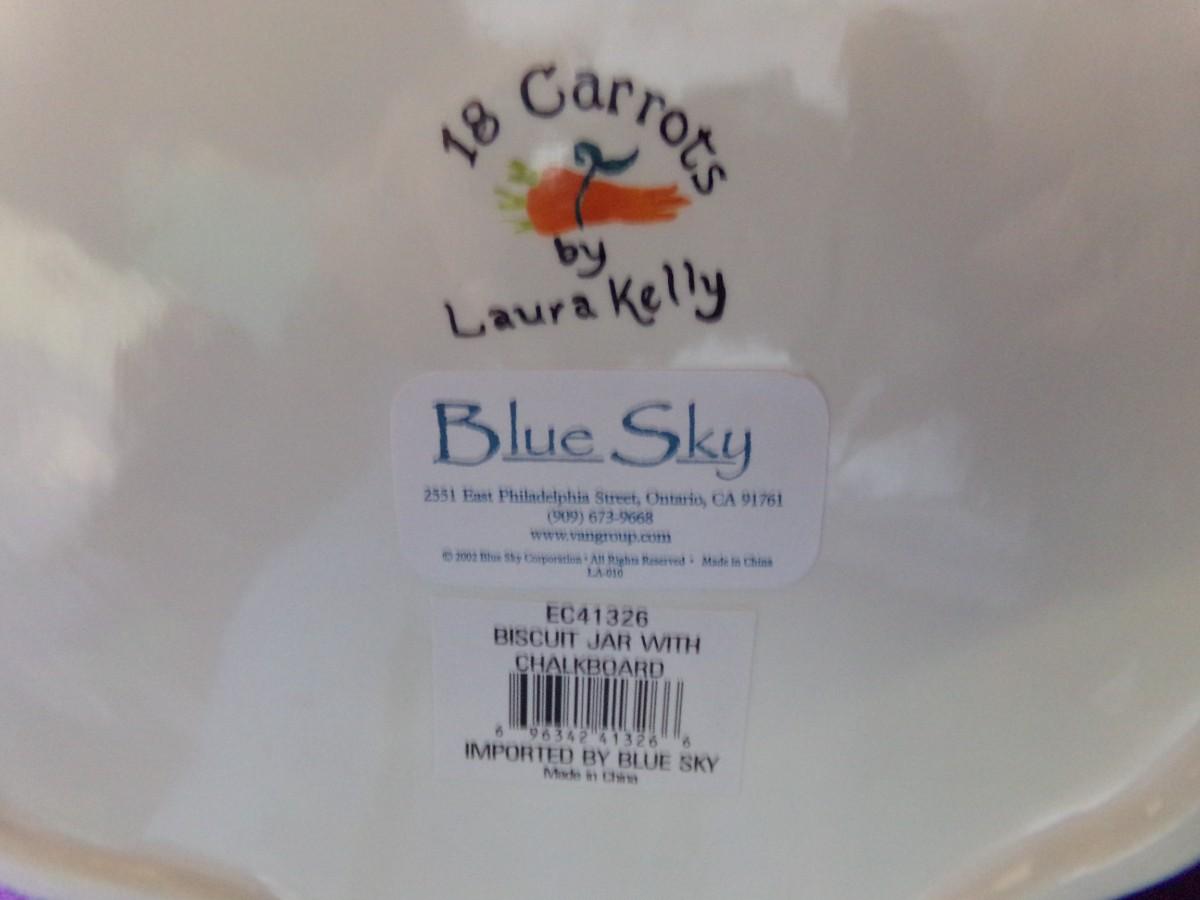 18 Carrots
by
Laura Kelly
Blue Sky
2551 East Philadelphia Street, Ontario, CA 91761
(909) 673-9668
www.vangroup.com
© 2002 Blue Sky Corporation • All Rights Reserved • Made in China
LA-010
EC41326
BISCUIT JAR WITH
CHALKBOARD
6 96342 41326 6
IMPORTED BY BLUE SKY
Made in China